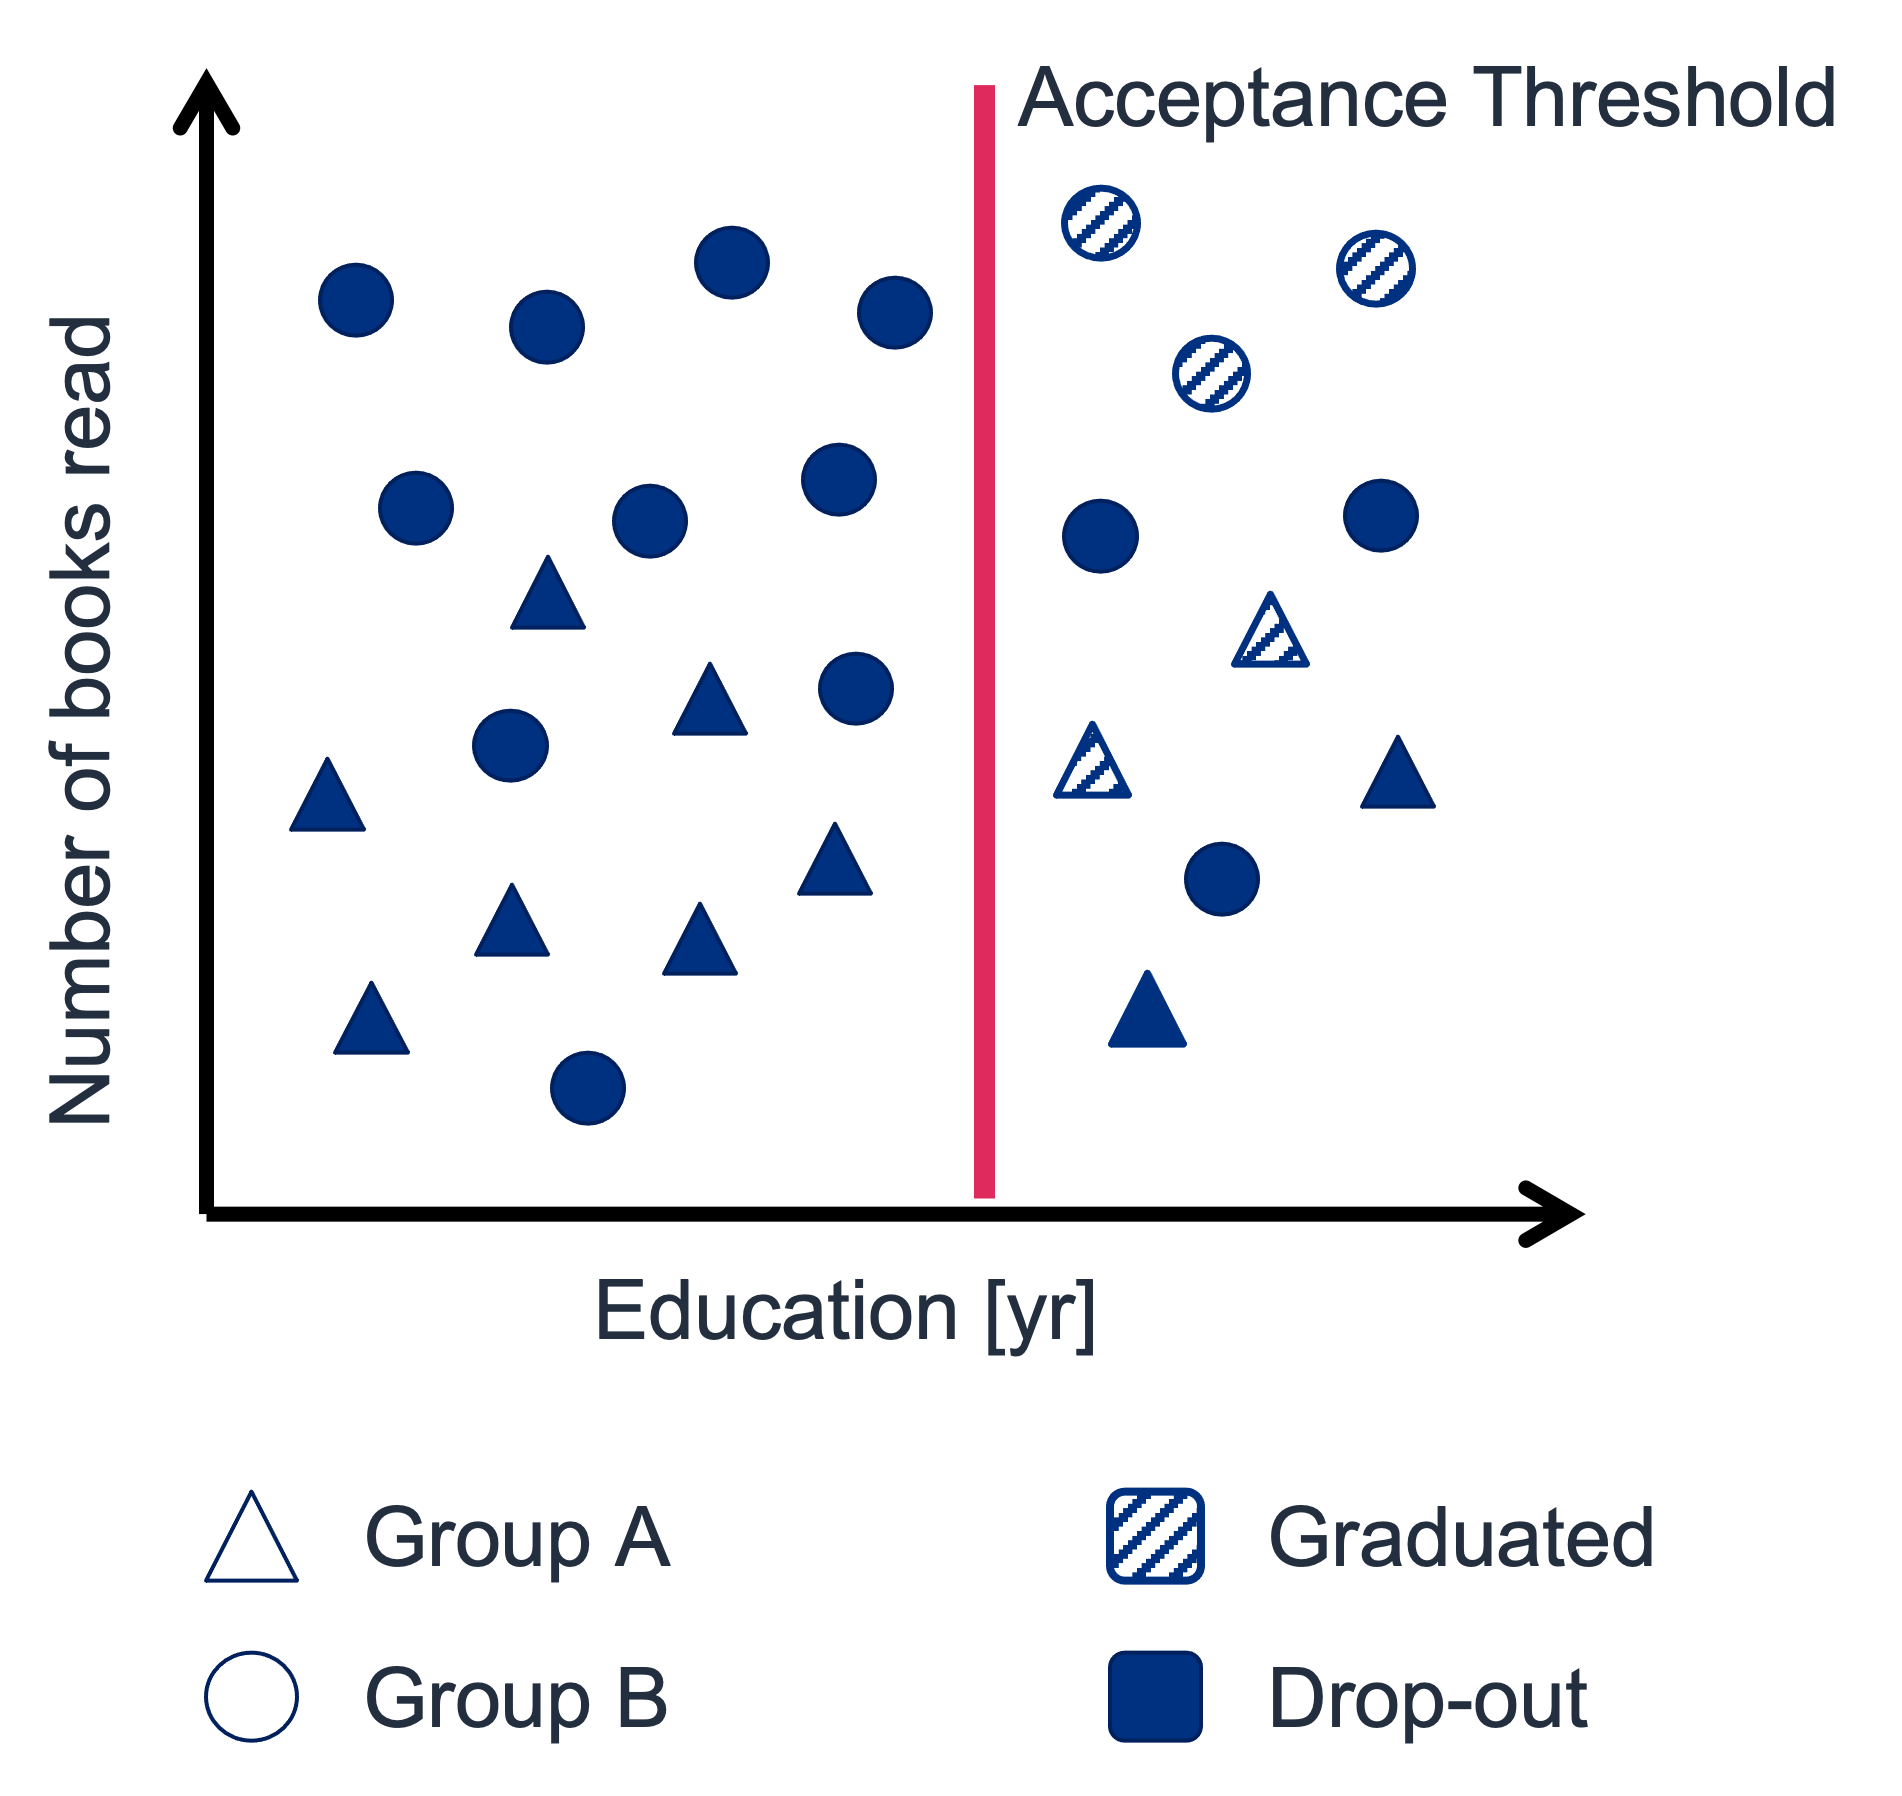 Acceptance Threshold
Number of books read
Education [yr]
Group A
Graduated
Group B
Drop-out